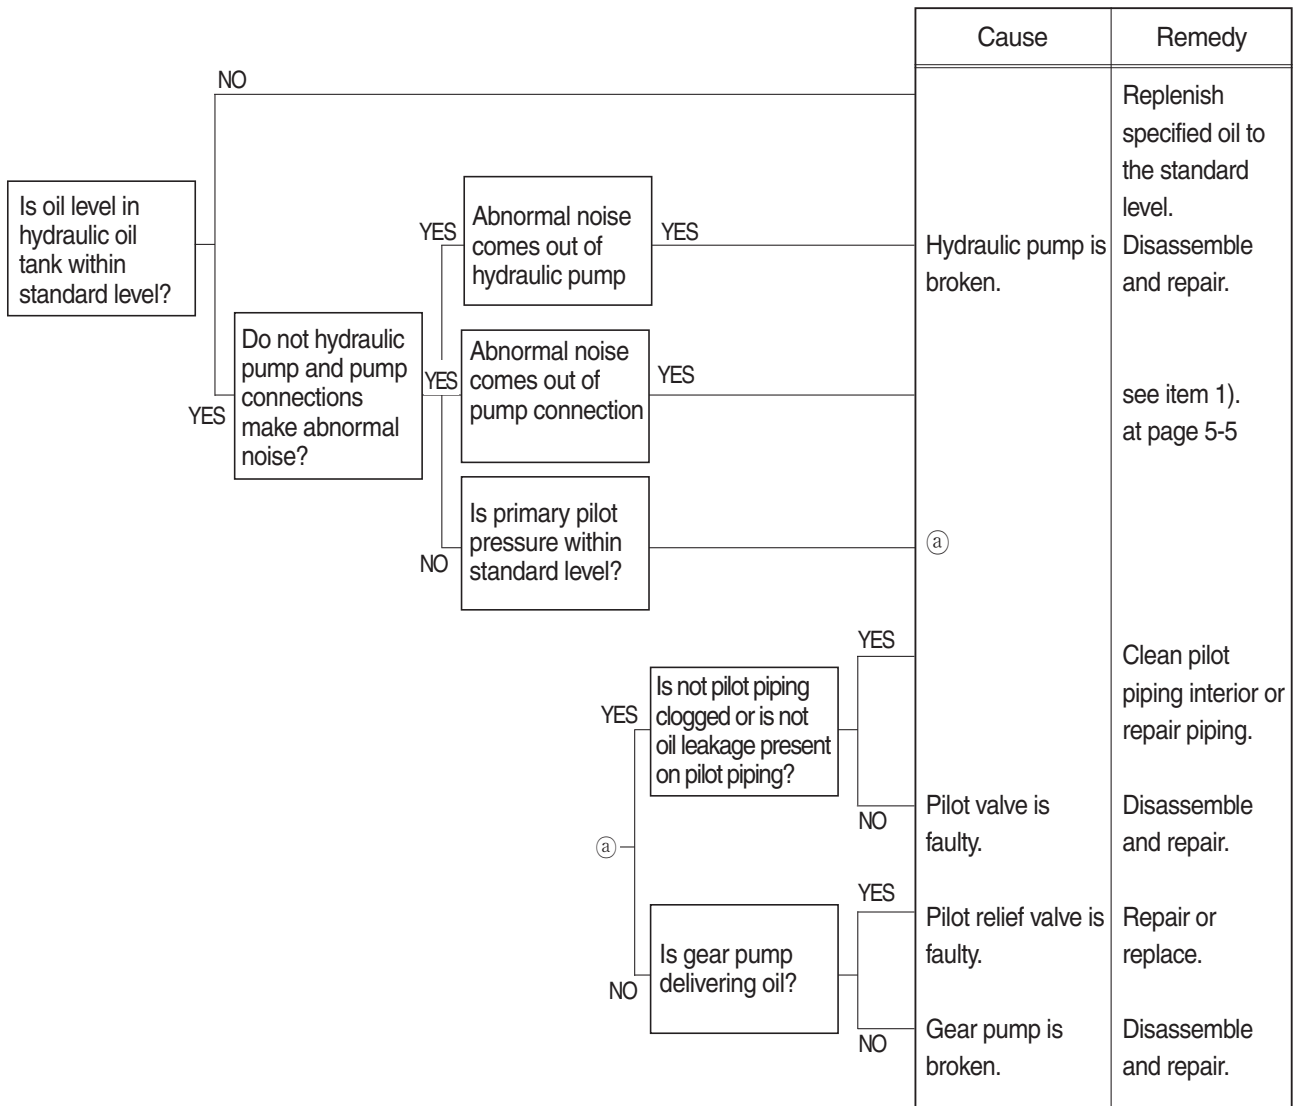 Cause
Remedy
NO
Replenish
specified oil to
the standard
level.
Is oil level in
hydraulic oil
tank within
standard level?
YES
Abnormal noise
comes out of
hydraulic pump
YES
Hydraulic pump is
broken.
Disassemble
and repair.
YES
Do not hydraulic
pump and pump
connections
make abnormal
noise?
YES
Abnormal noise
comes out of
pump connection
YES
see item 1).
at page 5-5
NO
Is primary pilot
pressure within
standard level?
ⓐ
ⓐ
YES
Is not pilot piping
clogged or is not
oil leakage present
on pilot piping?
YES
Clean pilot
piping interior or
repair piping.
NO
Pilot valve is
faulty.
Disassemble
and repair.
NO
Is gear pump
delivering oil?
YES
Pilot relief valve is
faulty.
Repair or
replace.
NO
Gear pump is
broken.
Disassemble
and repair.